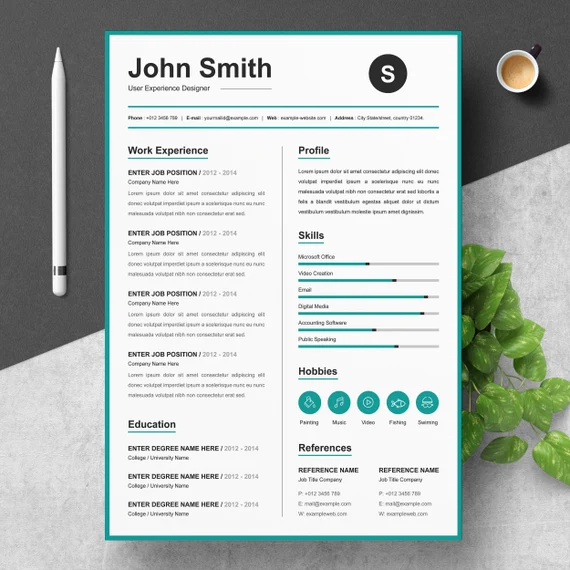 John Smith
User Experience Designer
S
Phone : +012 3456 789 | E-mail : yourmailid@example.com | Web : example-website.com | Address : City State/street, country 01234.
Work Experience
ENTER JOB POSITION / 2012 - 2014
Company Name Here
Lorem ipsum dolor sit amet consectetur adipiscing elit
donec volutpat imperdiet ipsum a scelerisque nunc eu nunc
malesuada volutpat nibh non consectetur erat sed.
ENTER JOB POSITION / 2012 - 2014
Company Name Here
Lorem ipsum dolor sit amet consectetur adipiscing elit
donec volutpat imperdiet ipsum a scelerisque nunc eu nunc
malesuada volutpat nibh non consectetur erat sed.
ENTER JOB POSITION / 2012 - 2014
Company Name Here
Lorem ipsum dolor sit amet consectetur adipiscing elit
donec volutpat imperdiet ipsum a scelerisque nunc eu nunc
malesuada volutpat nibh non consectetur erat sed.
ENTER JOB POSITION / 2012 - 2014
Company Name Here
Lorem ipsum dolor sit amet consectetur adipiscing elit
donec volutpat imperdiet ipsum a scelerisque nunc eu nunc
malesuada volutpat nibh non consectetur erat sed.
Education
ENTER DEGREE NAME HERE / 2012 - 2014
College / University Name
ENTER DEGREE NAME HERE / 2012 - 2014
College / University Name
ENTER DEGREE NAME HERE / 2012 - 2014
College / University Name
Profile
Lorem ipsum dolor sit amet consectetur adipiscing elit donec
volutpat imperdiet ipsum a scelerisque nunc eu nunc
malesuada volutpat nibh non consectetur erat sed lobortis a
felis a blandit vestibulum egestas aliquet dolor ut dictum
vestibulum vestibulum molestie ipsum amet dignissim.
Skills
Microsoft Office
Video Creation
Email
Digital Media
Accounting Software
Public Speaking
Hobbies
Painting Music Video Fishing Swiming
References
REFERENCE NAME REFERENCE NAME
Job Title Company Job Title Company
P: +012 3456 789 P: +012 3456 789
E: mail@example.com E: mail@example.com
W: exampleweb.com W: exampleweb.com